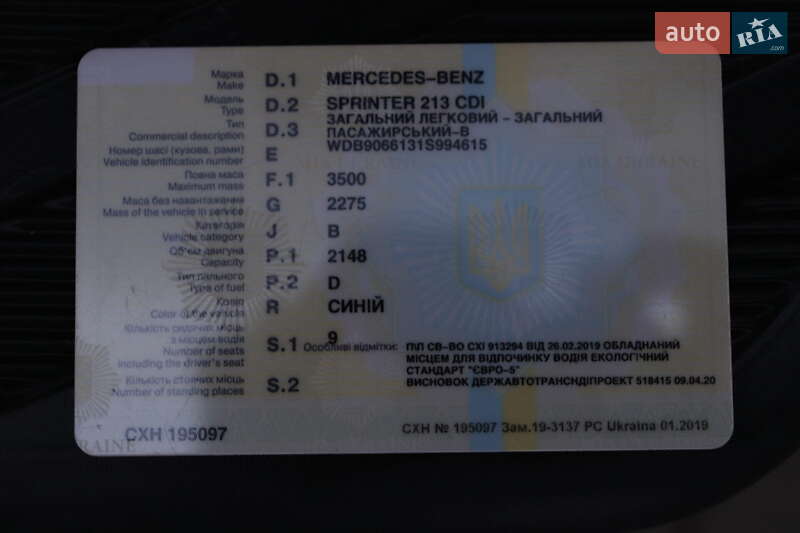 auto RIA .com
Марка D.1 MERCEDES-BENZ
Make
Модель D.2 SPRINTER 213 CDI
Type
Тип D.3 ЗАГАЛЬНИЙ ЛЕГКОВИЙ - ЗАГАЛЬНИЙ
Commercial description ПАСАЖИРСЬКИЙ-В
Номер шасі (кузова, рами) E WDB9066131S994615
Vehicle identification number
Повна маса F.1 3500
Maximum mass
Маса без навантаження G 2275
Mass of the vehicle in service
Категорія J B
Vehicle category
Об'єм двигуна P.1 2148
Capacity
Тип пального P.2 D
Type of fuel
Колір R СИНІЙ
Color of the vehicle
Кількість сидячих місць S.1 9
з місцем водія
Number of seats
including the driver's seat
Особливі відмітки: П\П СВ-ВО СХІ 913294 ВІД 26.02.2019 ОБЛАДНАНИЙ
МІСЦЕМ ДЛЯ ВІДПОЧИНКУ ВОДІЯ ЕКОЛОГІЧНИЙ
СТАНДАРТ "ЄВРО-5"
ВИСНОВОК ДЕРЖАВТОТРАНСНДІПРОЕКТ 518415 09.04.20
Кількість стоячих місць S.2
Number of standing places
UKRAINE
СХН 195097
СХН № 195097 Зам.19-3137 PC Ukraina 01.2019